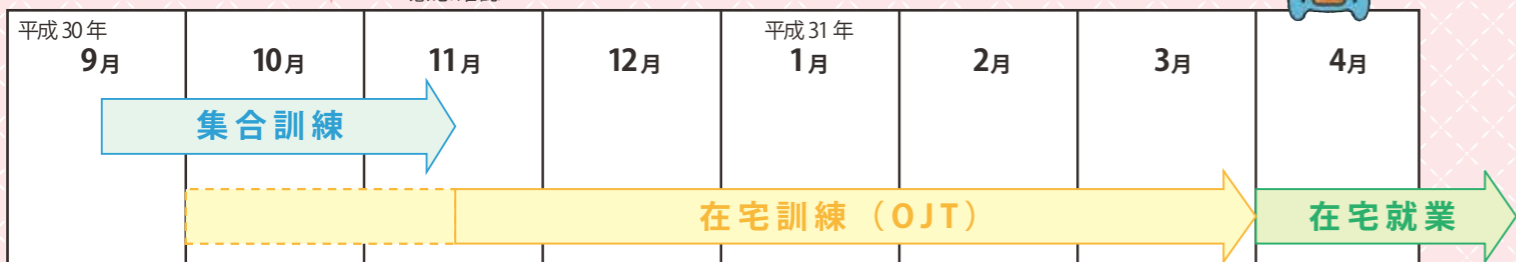 平成30年
9月
10月
11月
12月
平成31年
1月
2月
3月
4月
集合訓練
在宅訓練（OJT）
在宅就業